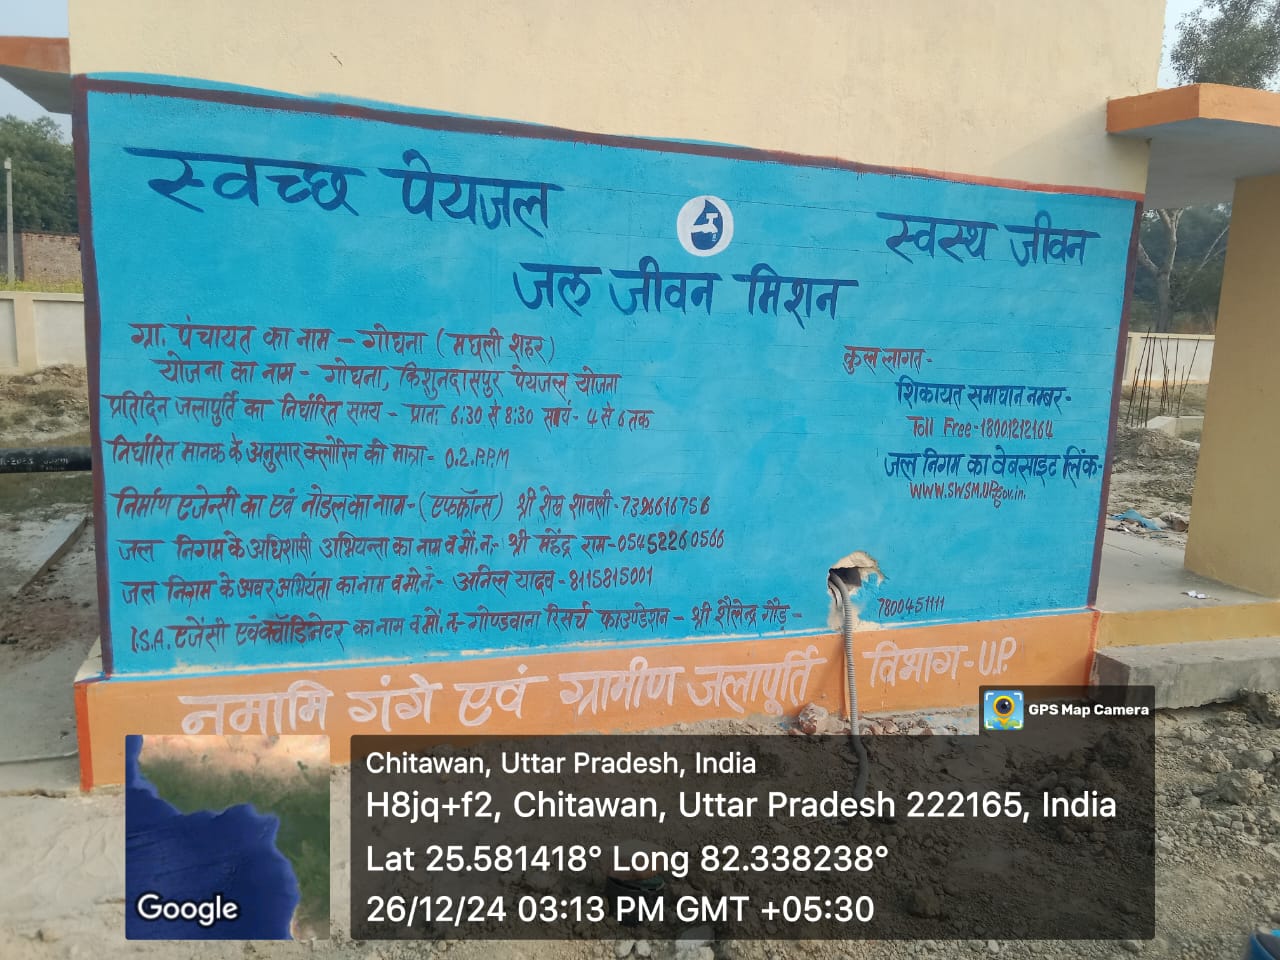 स्वच्छ पेयजल
स्वस्थ जीवन
जल जीवन मिशन
ग्रा. पंचायत का नाम - गोधना (मछली शहर)
योजना का नाम - गोधना, किशुनदासपुर पेयजल योजना
प्रतिदिन जलापूर्ति का निर्धारित समय - प्रातः 6:30 से 8:30 सायं - 4 से 6 तक
निर्धारित मानक के अनुसार क्लोरिन की मात्रा - 0.2.P.P.M
निर्माण एजेन्सी का एवं नोडल का नाम - (एफकॉन्स) श्री शेख शावली - 7396616756
जल निगम के अधिशासी अभियन्ता का नाम व मो. न. - श्री महेंद्र राम - 05452260566
जल निगम के अवर अभियंता का नाम व मो.नं. - अनिल यादव - 8115815001
I.S.A. एजेंसी एवं कॉर्डिनेटर का नाम व मों. न. - गोण्डवाना रिसर्च फाउण्डेशन - श्री शैलेन्द्र गौड़ - 7800451111
कुल लागत -
शिकायत समाधान नम्बर -
Toll Free - 18001212164
जल निगम का वेबसाइट लिंक -
WWW.SWSM.UP.gov.in.
नमामि गंगे एवं ग्रामीण जलापूर्ति विभाग - U.P.
GPS Map Camera
Chitawan, Uttar Pradesh, India
H8jq+f2, Chitawan, Uttar Pradesh 222165, India
Lat 25.581418° Long 82.338238°
26/12/24 03:13 PM GMT +05:30
Google